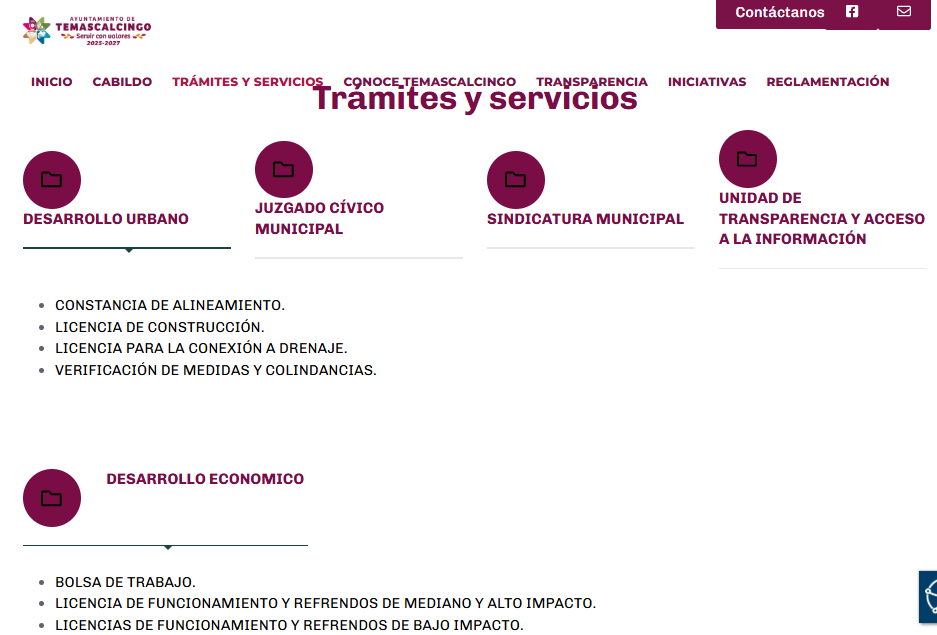 AYUNTAMIENTO DE
TEMASCALCINGO
Servir con valores
2025-2027
Contáctanos
INICIO CABILDO TRÁMITES Y SERVICIOS CONOCE TEMASCALCINGO TRANSPARENCIA INICIATIVAS REGLAMENTACIÓN
Trámites y servicios
DESARROLLO URBANO
JUZGADO CÍVICO
MUNICIPAL
SINDICATURA MUNICIPAL
UNIDAD DE
TRANSPARENCIA Y ACCESO
A LA INFORMACIÓN
CONSTANCIA DE ALINEAMIENTO.
LICENCIA DE CONSTRUCCIÓN.
LICENCIA PARA LA CONEXIÓN A DRENAJE.
VERIFICACIÓN DE MEDIDAS Y COLINDANCIAS.
DESARROLLO ECONOMICO
BOLSA DE TRABAJO.
LICENCIA DE FUNCIONAMIENTO Y REFRENDOS DE MEDIANO Y ALTO IMPACTO.
LICENCIAS DE FUNCIONAMIENTO Y REFRENDOS DE BAJO IMPACTO.